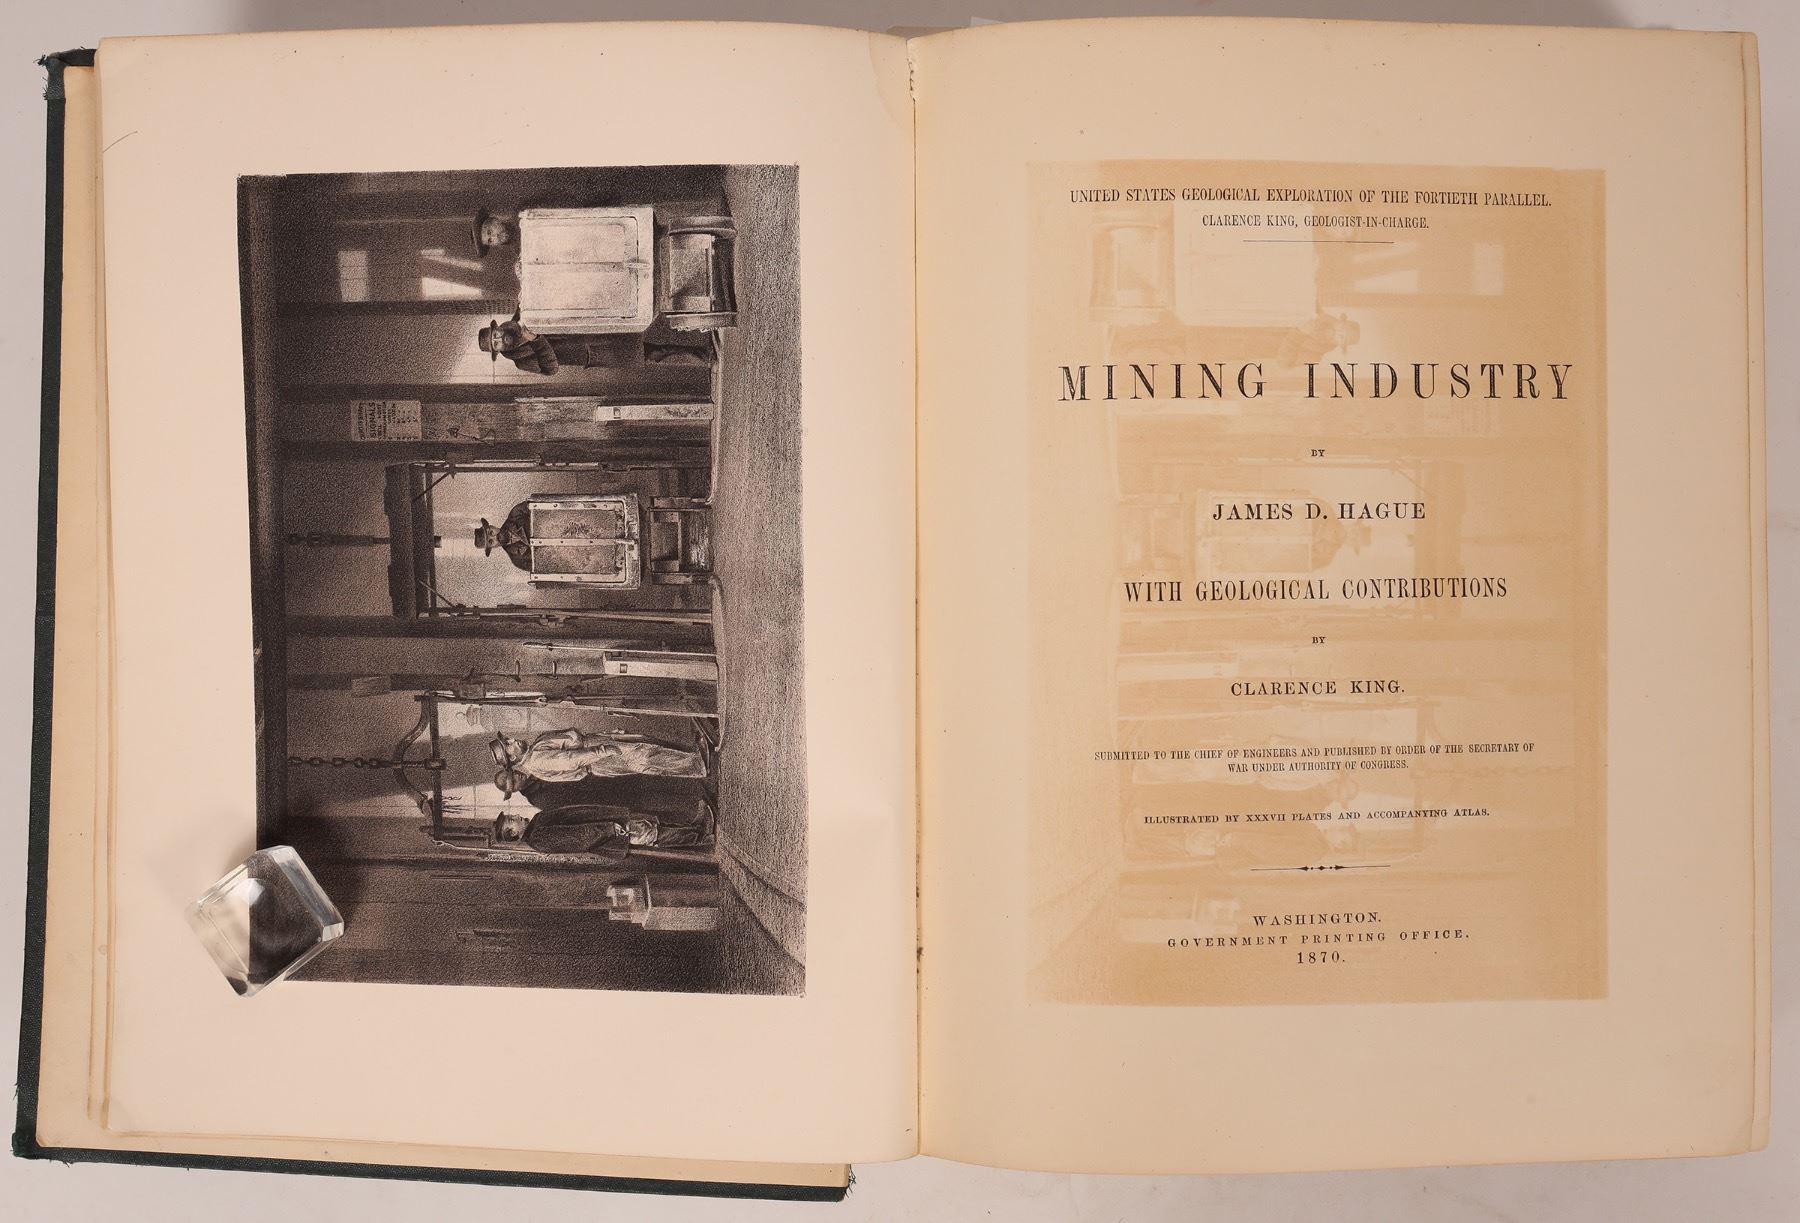 UNITED STATES GEOLOGICAL EXPLORATION OF THE FORTIETH PARALLEL.
CLARENCE KING, GEOLOGIST-IN-CHARGE.
MINING INDUSTRY
BY
JAMES D. HAGUE
WITH GEOLOGICAL CONTRIBUTIONS
BY
CLARENCE KING.
SUBMITTED TO THE CHIEF OF ENGINEERS AND PUBLISHED BY ORDER OF THE SECRETARY OF
WAR UNDER AUTHORITY OF CONGRESS.
ILLUSTRATED BY XXXVII PLATES AND ACCOMPANYING ATLAS.
WASHINGTON.
GOVERNMENT PRINTING OFFICE.
1870.
SIGNALS